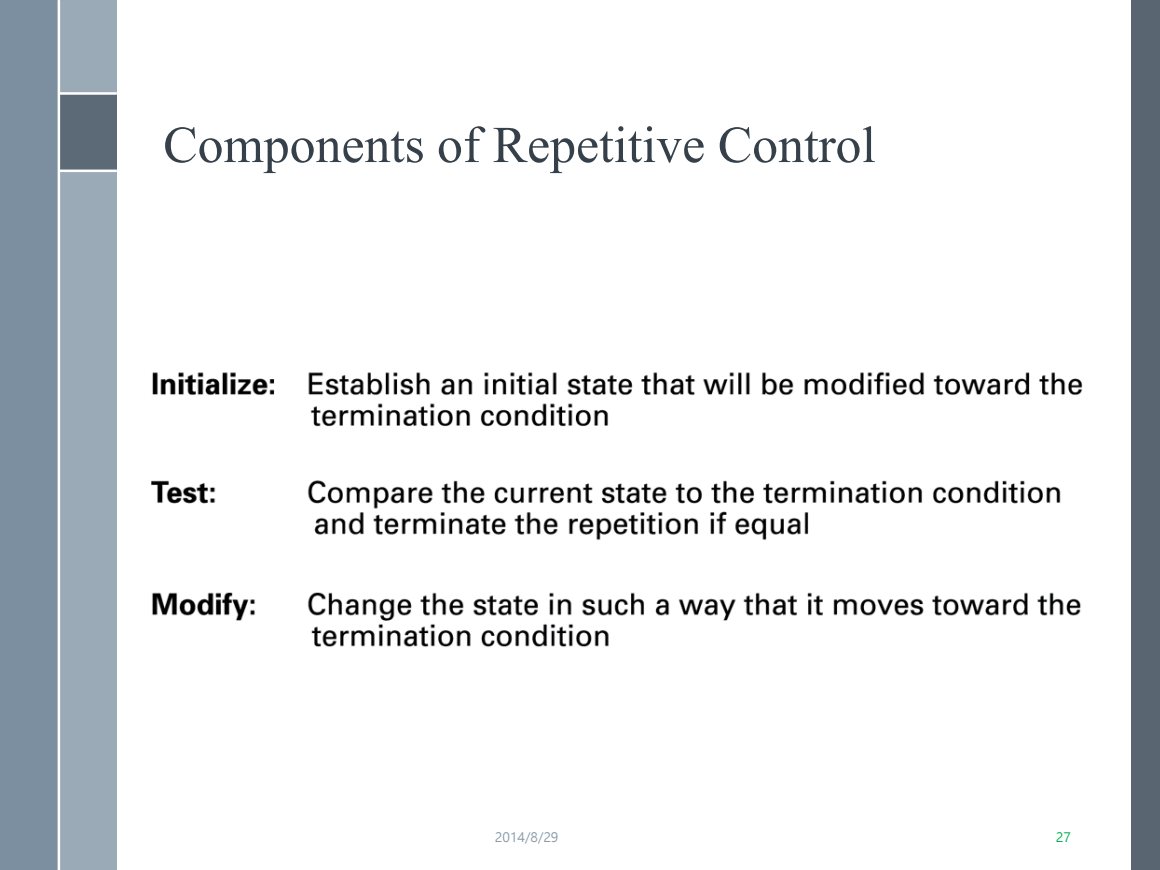 Components of Repetitive Control
Initialize: Establish an initial state that will be modified toward the
termination condition
Test: Compare the current state to the termination condition
and terminate the repetition if equal
Modify: Change the state in such a way that it moves toward the
termination condition
2014/8/29 27